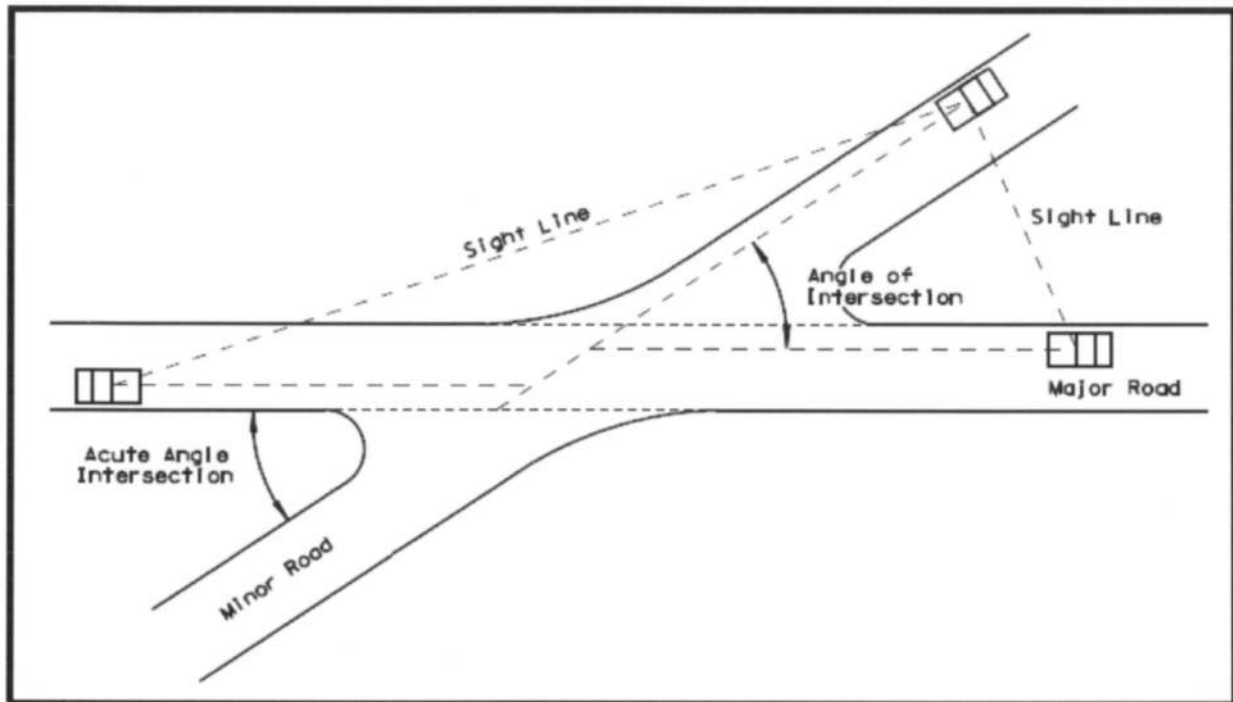 Sight Line
Sight Line
Angle of
Intersection
Major Road
Acute Angle
Intersection
Minor Road